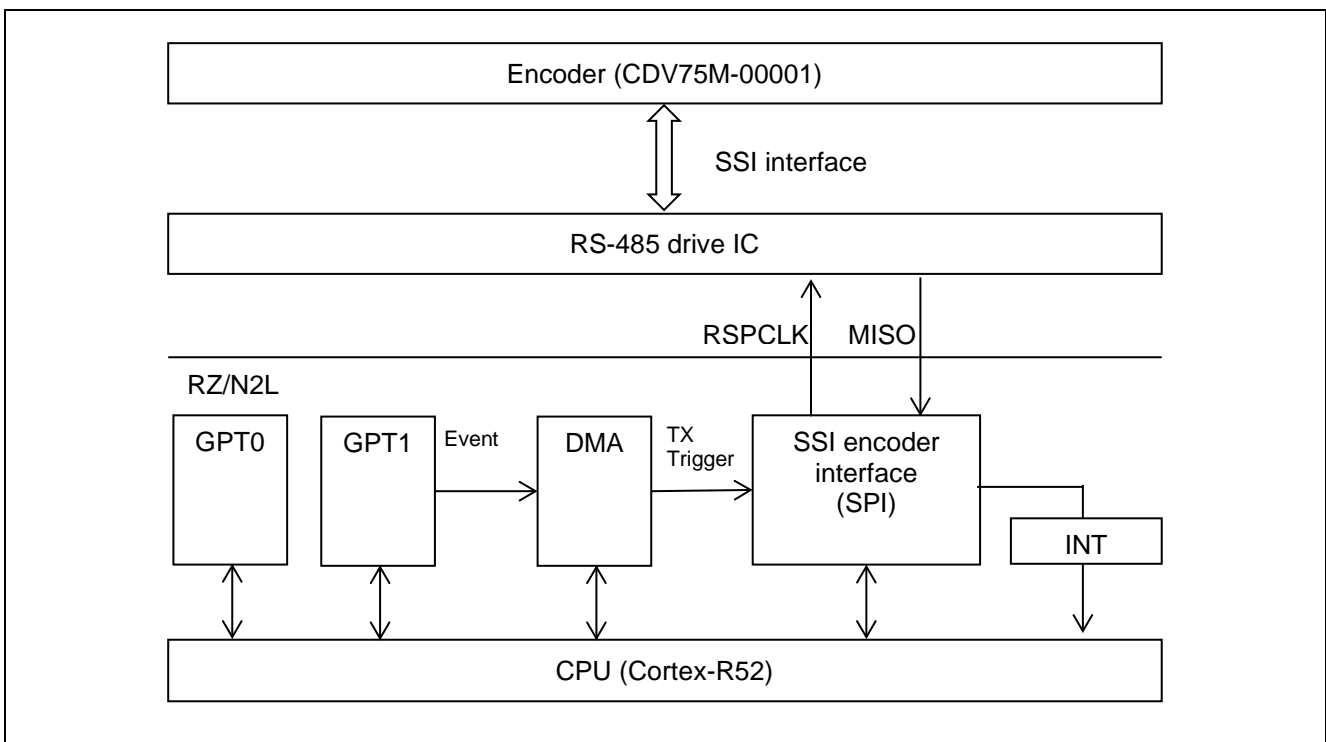 Encoder (CDV75M-00001)
SSI interface
RS-485 drive IC
RSPCLK
MISO
RZ/N2L
GPT0
GPT1
Event
DMA
TX
Trigger
SSI encoder
interface
(SPI)
INT
CPU (Cortex-R52)